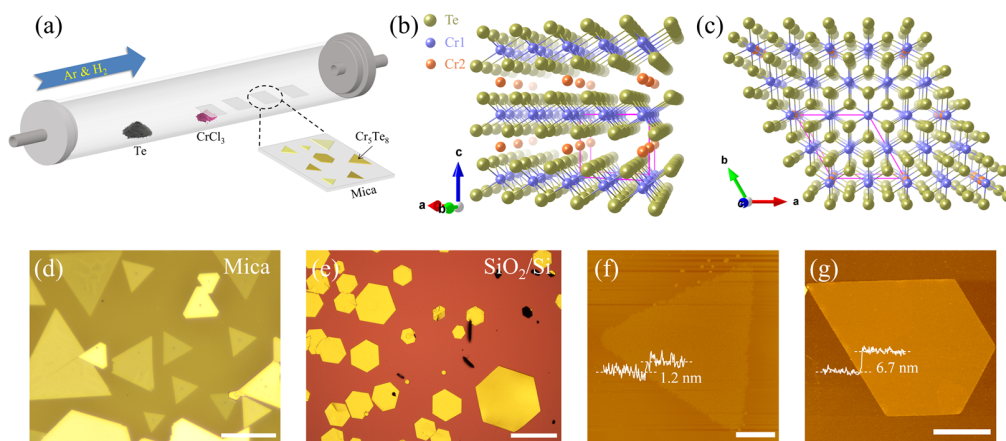 (a)
Ar & H₂
CrCl₃
Te
Cr₅Te₈
Mica
(b)
Te
Cr1
Cr2
c
a
b
(c)
b
c
a
(d)
Mica
(e)
SiO₂/Si
(f)
1.2 nm
(g)
6.7 nm